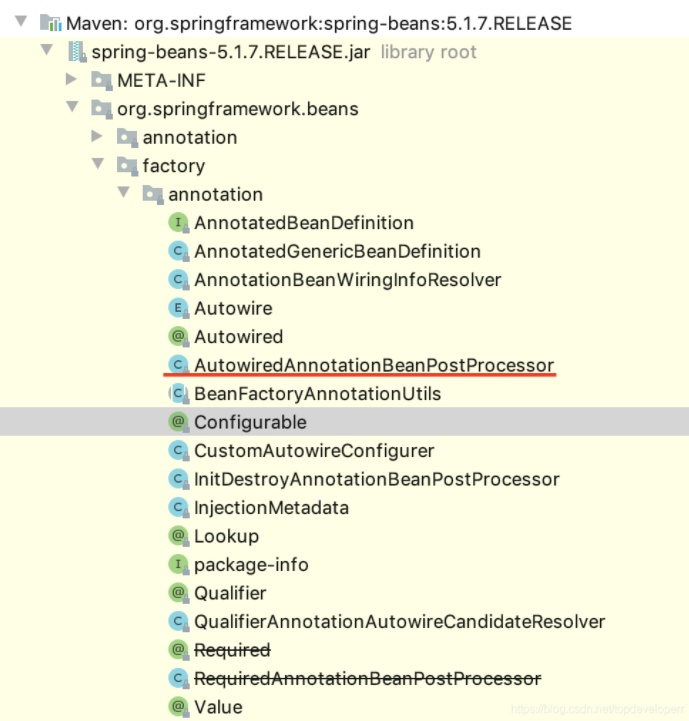 Maven: org.springframework:spring-beans:5.1.7.RELEASE
spring-beans-5.1.7.RELEASE.jar library root
META-INF
org.springframework.beans
annotation
factory
annotation
I AnnotatedBeanDefinition
C AnnotatedGenericBeanDefinition
C AnnotationBeanWiringInfoResolver
E Autowire
@ Autowired
C AutowiredAnnotationBeanPostProcessor
C BeanFactoryAnnotationUtils
@ Configurable
C CustomAutowireConfigurer
C InitDestroyAnnotationBeanPostProcessor
C InjectionMetadata
@ Lookup
I package-info
@ Qualifier
C QualifierAnnotationAutowireCandidateResolver
@ Required
C RequiredAnnotationBeanPostProcessor
@ Value
https://blog.csdn.net/topdeveloperr